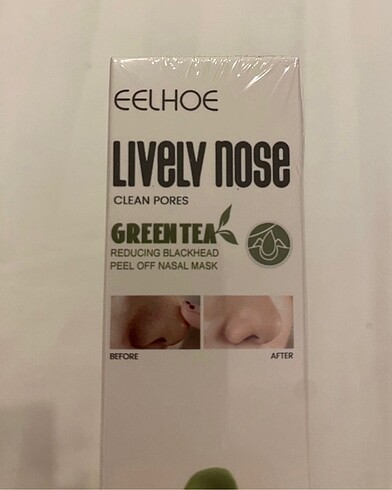 EELHOE
LIVELY NOSE
CLEAN PORES
GREEN TEA
REDUCING BLACKHEAD
PEEL OFF NASAL MASK
BEFORE
AFTER